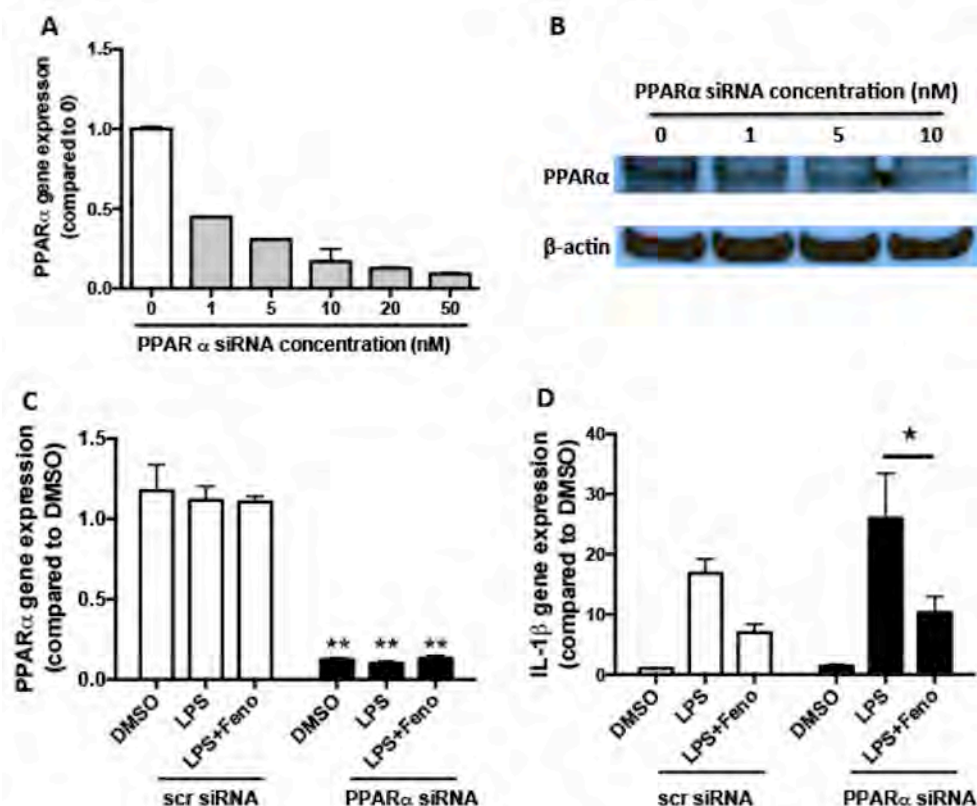 A
PPARα gene expresson
(compared to 0)
1.5
1.0
0.5
0.0
0 1 5 10 20 50
PPAR α siRNA concentration (nM)
B
PPARα siRNA concentration (nM)
0 1 5 10
PPARα
β-actin
C
PPARα gene expression
(compared to DMSO)
1.5
1.0
0.5
0.0
** ** **
DMSO LPS LPS+Feno DMSO LPS LPS+Feno
scr siRNA PPARα siRNA
D
IL-1β gene expression
(compared to DMSO)
40
30
20
10
0
*
DMSO LPS LPS+Feno DMSO LPS LPS+Feno
scr siRNA PPARα siRNA